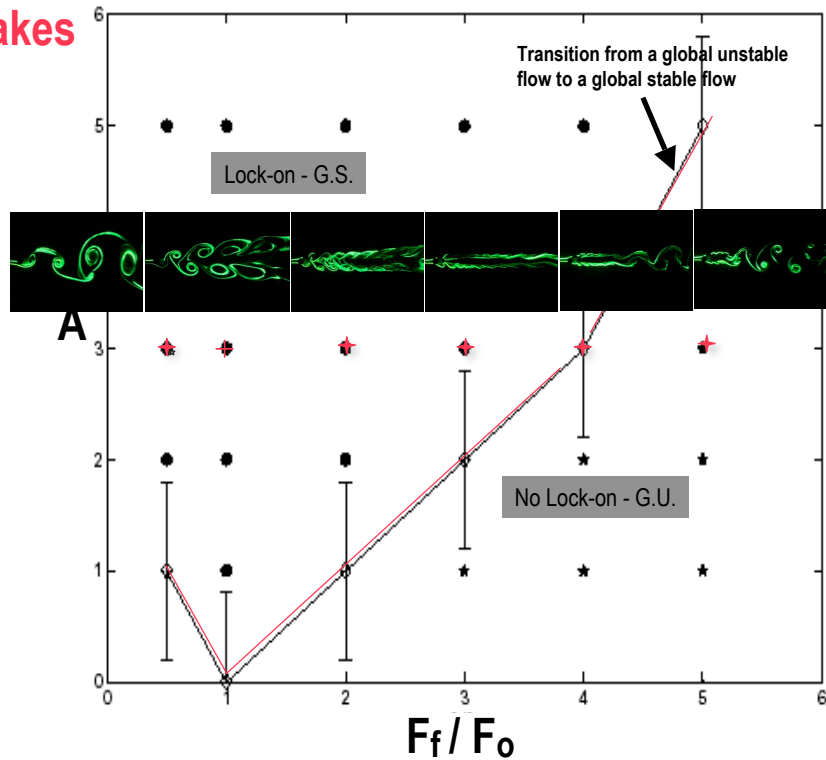 akes
6
Transition from a global unstable
flow to a global stable flow
5
Lock-on - G.S.
A
3
2
No Lock-on - G.U.
1
0
0 1 2 3 4 5 6
Ff / Fo